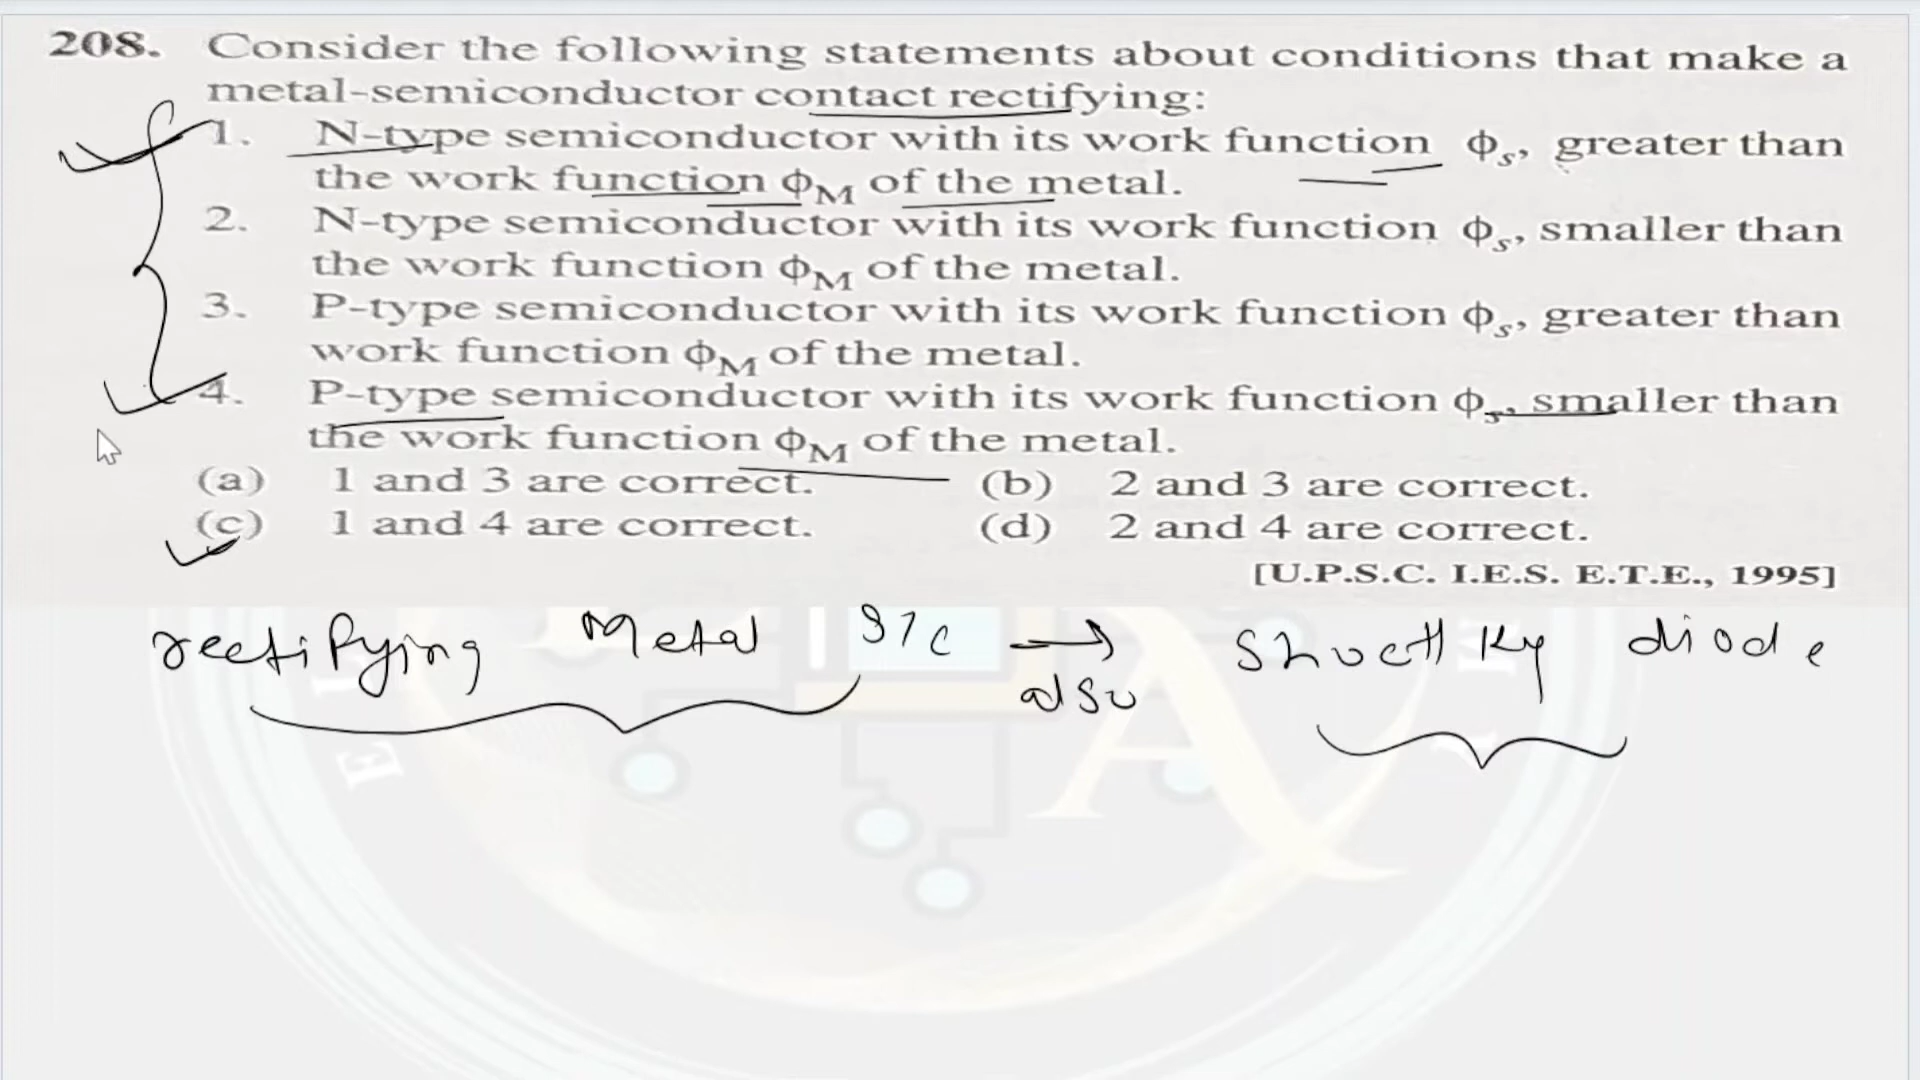 208. Consider the following statements about conditions that make a
metal-semiconductor contact rectifying:
1. N-type semiconductor with its work function ϕs, greater than
the work function ϕM of the metal.
2. N-type semiconductor with its work function ϕs, smaller than
the work function ϕM of the metal.
3. P-type semiconductor with its work function ϕs, greater than
work function ϕM of the metal.
4. P-type semiconductor with its work function ϕs, smaller than
the work function ϕM of the metal.
(a) 1 and 3 are correct. (b) 2 and 3 are correct.
(c) 1 and 4 are correct. (d) 2 and 4 are correct.
[U.P.S.C. I.E.S. E.T.E., 1995]
rectifying Metal S/C → diode
also